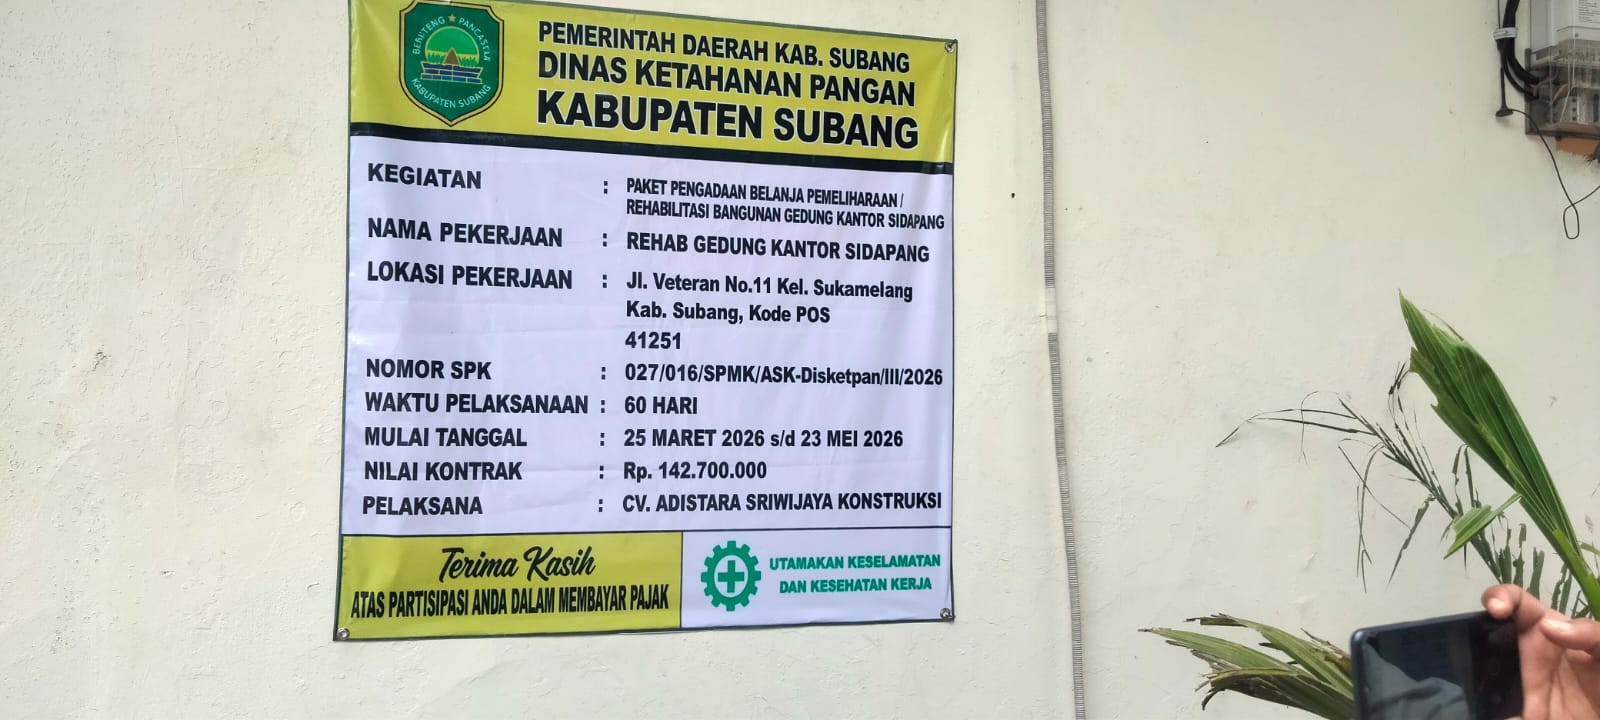 BENTENG PANCASILA
KABUPATEN SUBANG
PEMERINTAH DAERAH KAB. SUBANG
DINAS KETAHANAN PANGAN
KABUPATEN SUBANG
KEGIATAN : PAKET PENGADAAN BELANJA PEMELIHARAAN /
REHABILITASI BANGUNAN GEDUNG KANTOR SIDAPANG
NAMA PEKERJAAN : REHAB GEDUNG KANTOR SIDAPANG
LOKASI PEKERJAAN : Jl. Veteran No.11 Kel. Sukamelang
Kab. Subang, Kode POS
41251
NOMOR SPK : 027/016/SPMK/ASK-Disketpan/III/2026
WAKTU PELAKSANAAN : 60 HARI
MULAI TANGGAL : 25 MARET 2026 s/d 23 MEI 2026
NILAI KONTRAK : Rp. 142.700.000
PELAKSANA : CV. ADISTARA SRIWIJAYA KONSTRUKSI
Terima Kasih
ATAS PARTISIPASI ANDA DALAM MEMBAYAR PAJAK
UTAMAKAN KESELAMATAN
DAN KESEHATAN KERJA